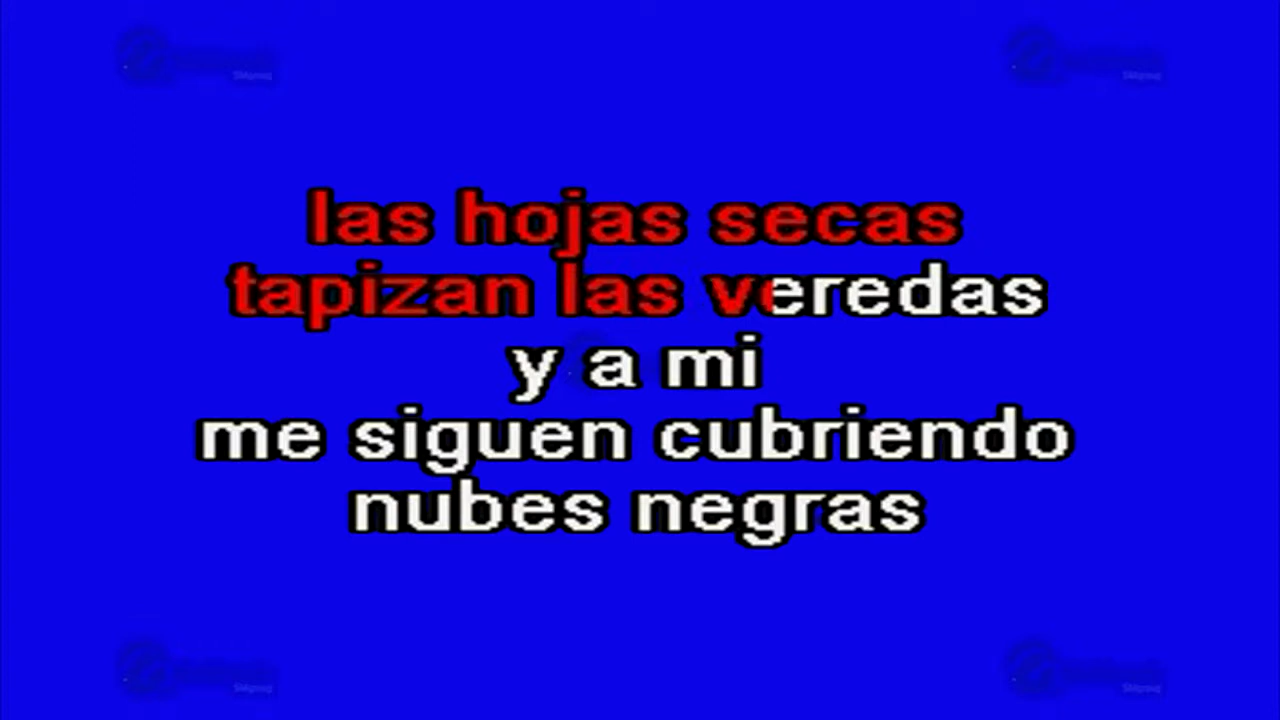 las hojas secas
tapizan las veredas
y a mi
me siguen cubriendo
nubes negras